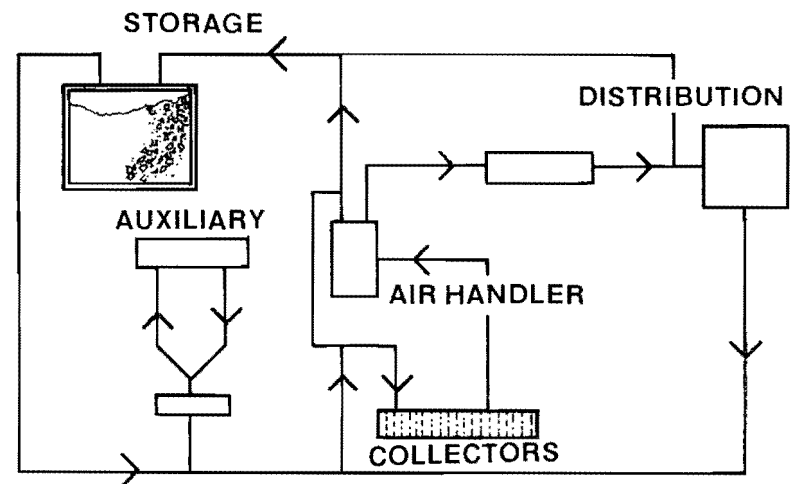 STORAGE
DISTRIBUTION
AUXILIARY
AIR HANDLER
COLLECTORS